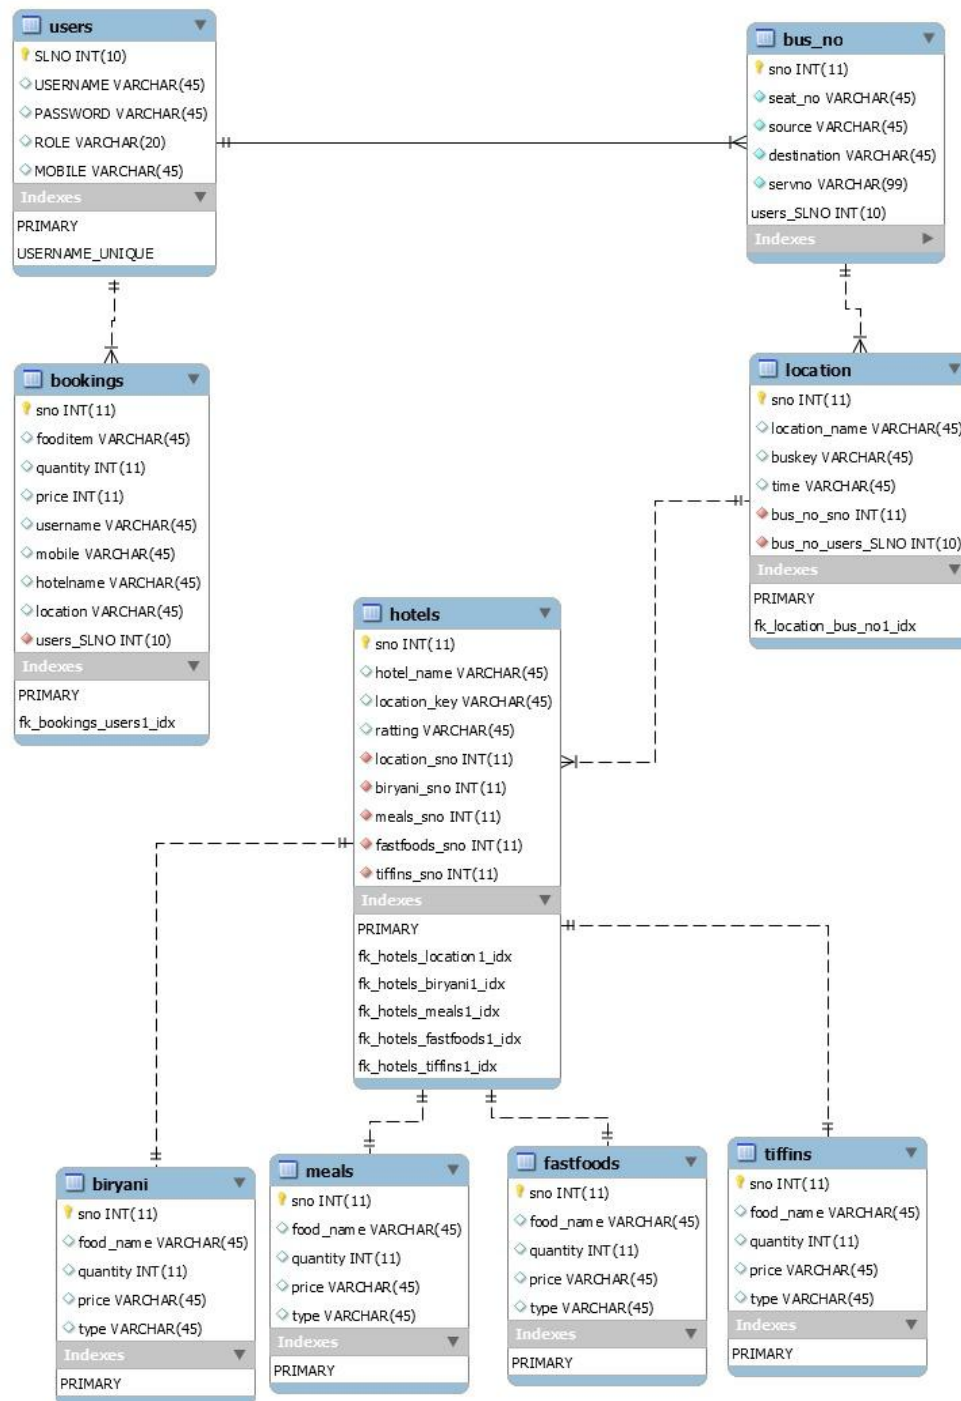 users
SLNO INT(10)
USERNAME VARCHAR(45)
PASSWORD VARCHAR(45)
ROLE VARCHAR(20)
MOBILE VARCHAR(45)
Indexes
PRIMARY
USERNAME_UNIQUE
bus_no
sno INT(11)
seat_no VARCHAR(45)
source VARCHAR(45)
destination VARCHAR(45)
servno VARCHAR(99)
users_SLNO INT(10)
Indexes
bookings
sno INT(11)
fooditem VARCHAR(45)
quantity INT(11)
price INT(11)
username VARCHAR(45)
mobile VARCHAR(45)
hotelname VARCHAR(45)
location VARCHAR(45)
users_SLNO INT(10)
Indexes
PRIMARY
fk_bookings_users1_idx
location
sno INT(11)
location_name VARCHAR(45)
buskey VARCHAR(45)
time VARCHAR(45)
bus_no_sno INT(11)
bus_no_users_SLNO INT(10)
Indexes
PRIMARY
fk_location_bus_no1_idx
hotels
sno INT(11)
hotel_name VARCHAR(45)
location_key VARCHAR(45)
ratting VARCHAR(45)
location_sno INT(11)
biryani_sno INT(11)
meals_sno INT(11)
fastfoods_sno INT(11)
tiffins_sno INT(11)
Indexes
PRIMARY
fk_hotels_location1_idx
fk_hotels_biryani1_idx
fk_hotels_meals1_idx
fk_hotels_fastfoods1_idx
fk_hotels_tiffins1_idx
biryani
sno INT(11)
food_name VARCHAR(45)
quantity INT(11)
price VARCHAR(45)
type VARCHAR(45)
Indexes
PRIMARY
meals
sno INT(11)
food_name VARCHAR(45)
quantity INT(11)
price VARCHAR(45)
type VARCHAR(45)
Indexes
PRIMARY
fastfoods
sno INT(11)
food_name VARCHAR(45)
quantity INT(11)
price VARCHAR(45)
type VARCHAR(45)
Indexes
PRIMARY
tiffins
sno INT(11)
food_name VARCHAR(45)
quantity INT(11)
price VARCHAR(45)
type VARCHAR(45)
Indexes
PRIMARY